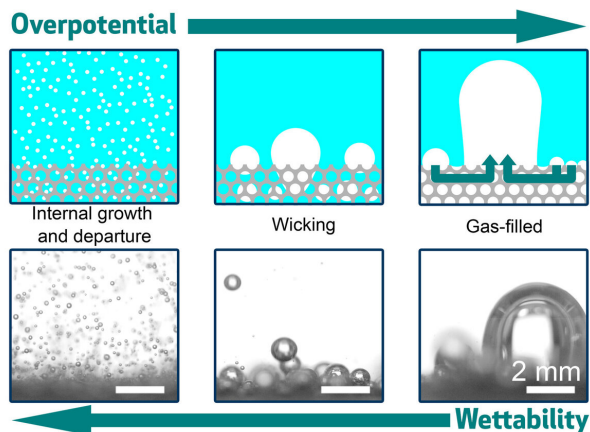 Overpotential
Internal growth
and departure
Wicking
Gas-filled
2 mm
Wettability